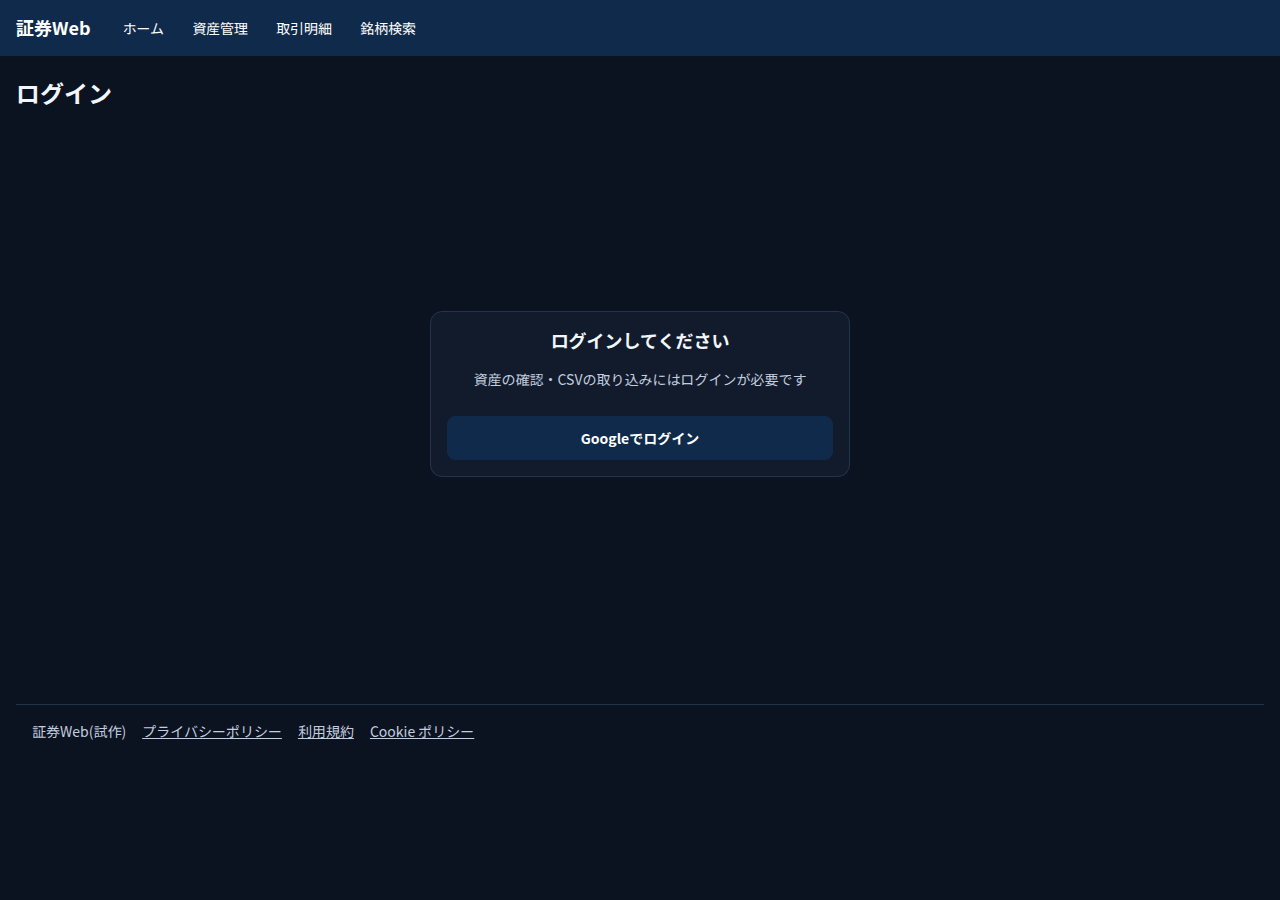 証券Web ホーム 資産管理 取引明細 銘柄検索
ログイン
ログインしてください
資産の確認・CSVの取り込みにはログインが必要です
Googleでログイン
証券Web(試作) プライバシーポリシー 利用規約 Cookie ポリシー